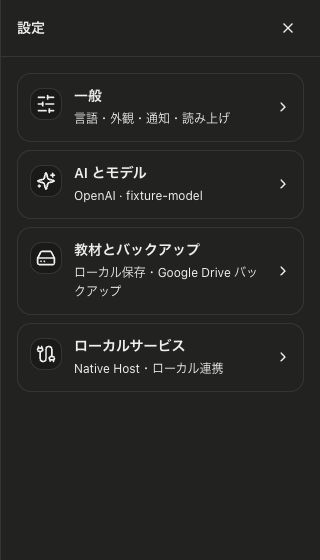 設定
一般
言語・外観・通知・読み上げ
AI とモデル
OpenAI · fixture-model
教材とバックアップ
ローカル保存・Google Drive バッ
クアップ
ローカルサービス
Native Host・ローカル連携